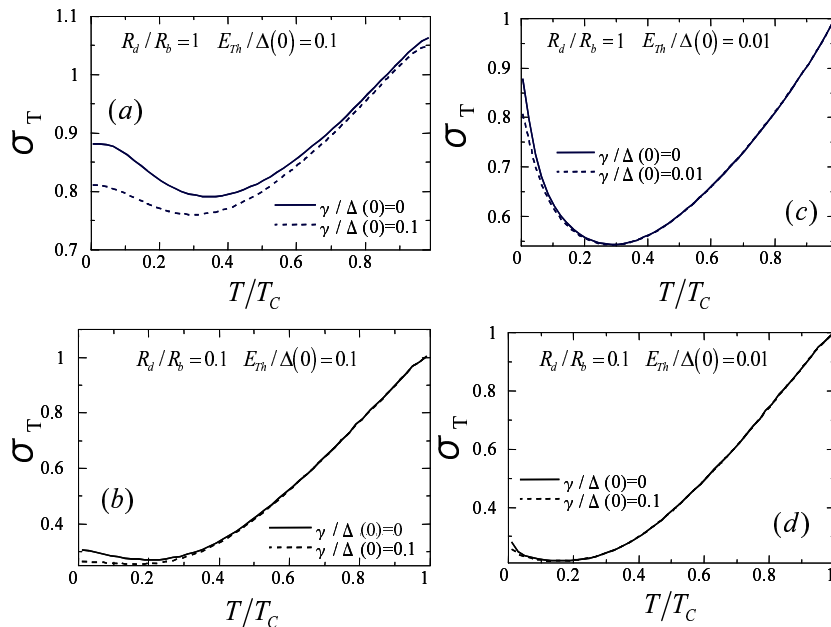 R_d / R_b = 1 E_Th / Δ(0) = 0.1
(a)
σ_T
1.1
1
0.9
0.8
0.7
γ / Δ (0)=0
γ / Δ (0)=0.1
0 0.2 0.4 0.6 0.8 1
T/T_C
R_d / R_b = 1 E_Th / Δ(0) = 0.01
(c)
σ_T
1
0.9
0.8
0.7
0.6
γ / Δ (0)=0
γ / Δ (0)=0.01
0 0.2 0.4 0.6 0.8 1
T/T_C
R_d / R_b = 0.1 E_Th / Δ(0) = 0.1
(b)
σ_T
1
0.8
0.6
0.4
γ / Δ (0)=0
γ / Δ (0)=0.1
0 0.2 0.4 0.6 0.8 1
T/T_C
R_d / R_b = 0.1 E_Th / Δ(0) = 0.01
(d)
σ_T
1
0.8
0.6
0.4
γ / Δ (0)=0
γ / Δ (0)=0.1
0 0.2 0.4 0.6 0.8 1
T/T_C